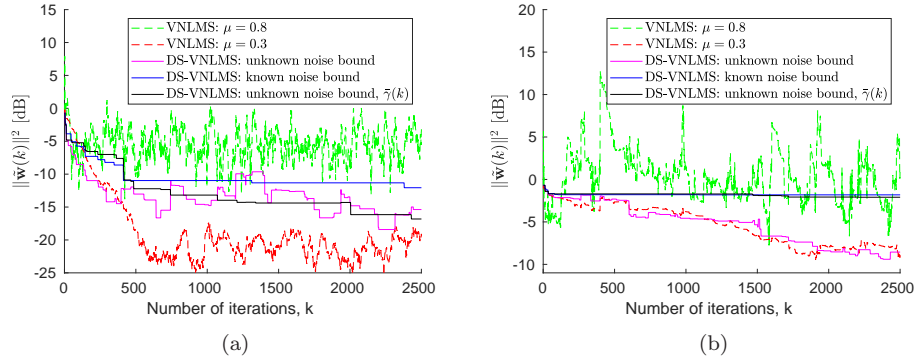 15
10
5
0
-5
-10
-15
-20
-25
||w̃(k)||² [dB]
VNLMS: μ = 0.8
VNLMS: μ = 0.3
DS-VNLMS: unknown noise bound
DS-VNLMS: known noise bound
DS-VNLMS: unknown noise bound, γ̄(k)
0 500 1000 1500 2000 2500
Number of iterations, k
(a)
20
15
10
5
0
-5
-10
||w̃(k)||² [dB]
VNLMS: μ = 0.8
VNLMS: μ = 0.3
DS-VNLMS: unknown noise bound
DS-VNLMS: known noise bound
DS-VNLMS: unknown noise bound, γ̄(k)
0 500 1000 1500 2000 2500
Number of iterations, k
(b)